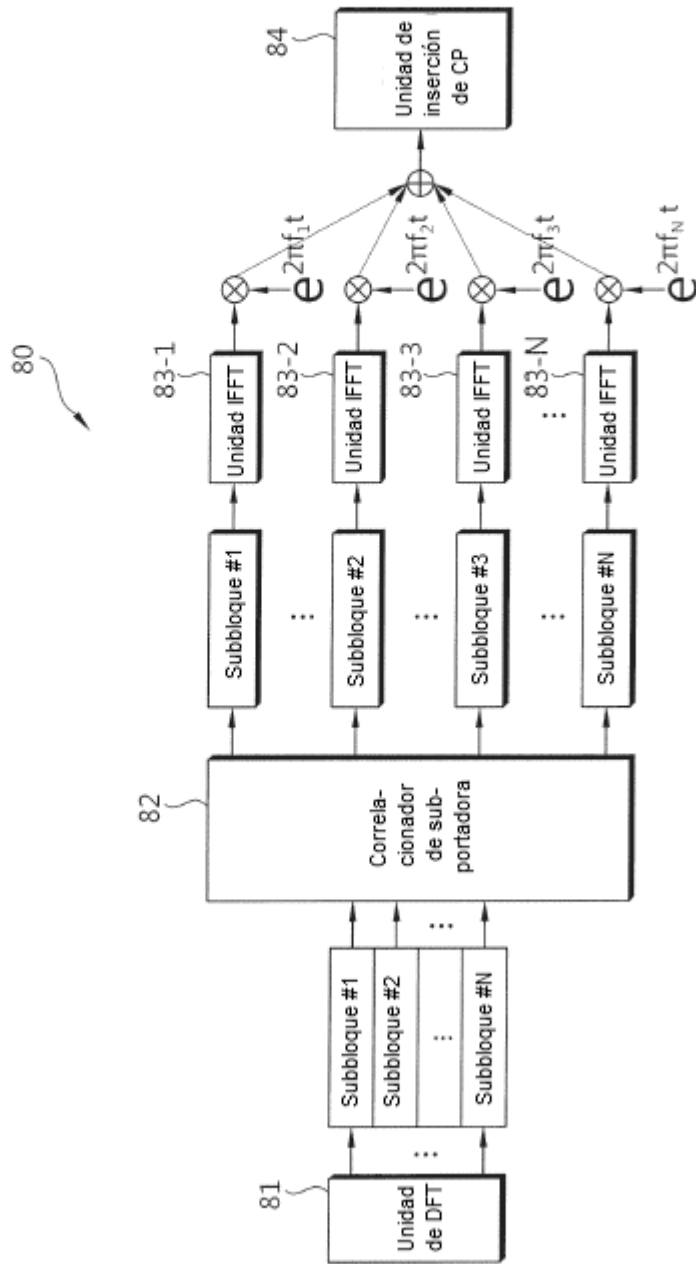 80
81
Unidad
de DFT
⋮
Subbloque #1
Subbloque #2
⋮
Subbloque #N
⋮
82
Correla-
cionador
de sub-
portadora
Subbloque #1
⋮
Subbloque #2
⋮
Subbloque #3
⋮
Subbloque #N
83-1
Unidad IFFT
83-2
Unidad IFFT
83-3
Unidad IFFT
⋮
83-N
Unidad IFFT
e^{2πf₁t}
e^{2πf₂t}
e^{2πf₃t}
e^{2πf_N t}
84
Unidad de
inserción
de CP